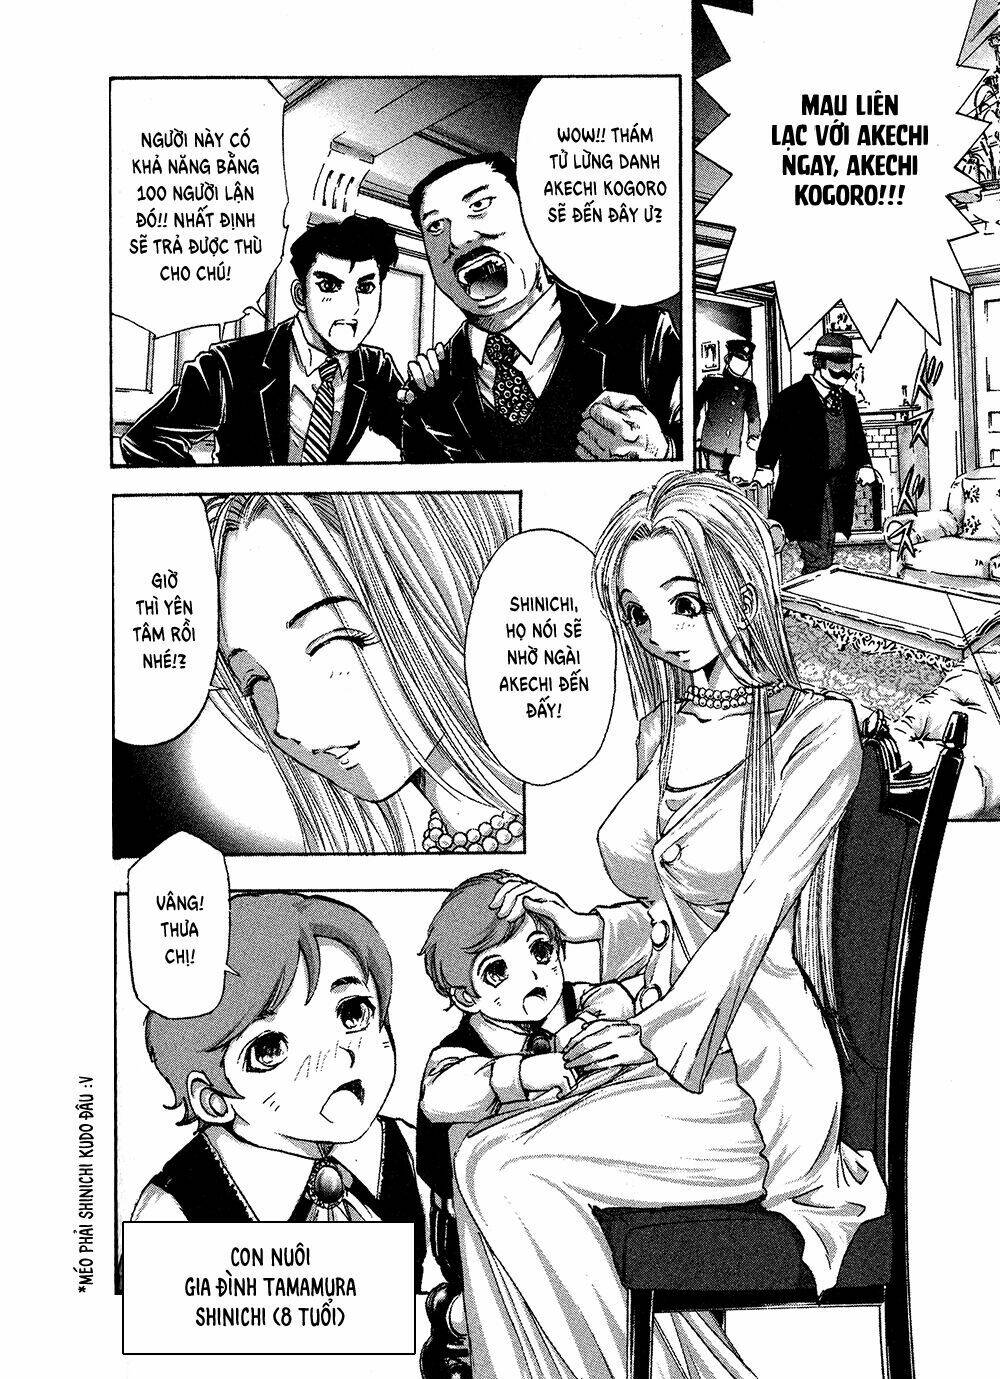 MAU LIÊN
LẠC VỚI AKECHI
NGAY, AKECHI
KOGORO!!!
WOW!! THÁM
TỬ LỪNG DANH
AKECHI KOGORO
SẼ ĐẾN ĐÂY Ư?
NGƯỜI NÀY CÓ
KHẢ NĂNG BẰNG
100 NGƯỜI LẬN
ĐÓ!! NHẤT ĐỊNH
SẼ TRẢ ĐƯỢC THÙ
CHO CHÚ!
SHINICHI,
HỌ NÓI SẼ
NHỜ NGÀI
AKECHI ĐẾN
ĐẤY!
GIỜ
THÌ YÊN
TÂM RỒI
NHÉ!?
VÂNG!
THƯA
CHỊ!
*MÉO PHẢI SHINICHI KUDO ĐÂU :V
CON NUÔI
GIA ĐÌNH TAMAMURA
SHINICHI (8 TUỔI)